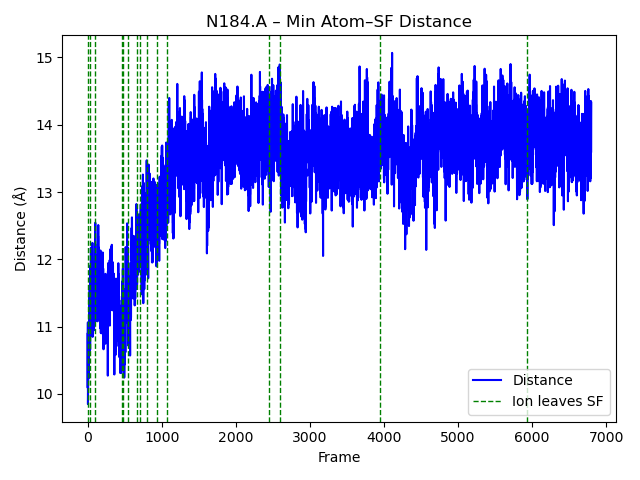 N184.A – Min Atom–SF Distance
Distance (Å)
15
14
13
12
11
10
Distance
Ion leaves SF
0 1000 2000 3000 4000 5000 6000 7000
Frame